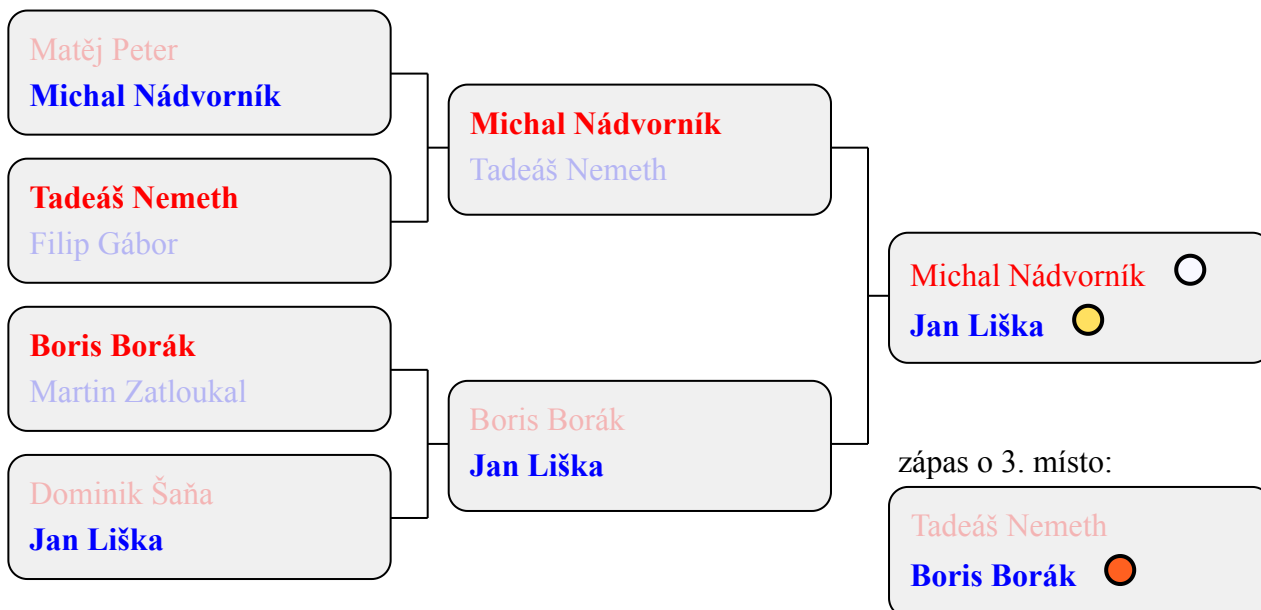 Matěj Peter
Michal Nádvorník
Tadeáš Nemeth
Filip Gábor
Boris Borák
Martin Zatloukal
Dominik Šaňa
Jan Liška
Michal Nádvorník
Tadeáš Nemeth
Boris Borák
Jan Liška
Michal Nádvorník
Jan Liška
zápas o 3. místo:
Tadeáš Nemeth
Boris Borák